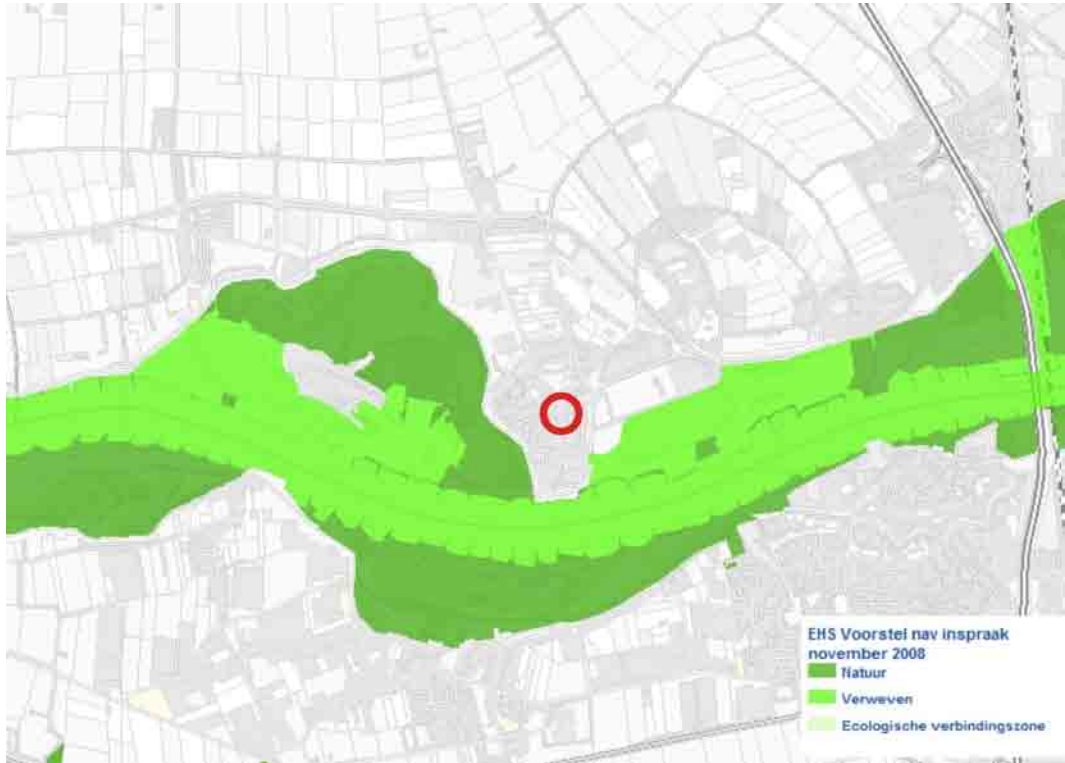 EHS Voorstel nav inspraak
november 2008
Natuur
Verweven
Ecologische verbindingszone